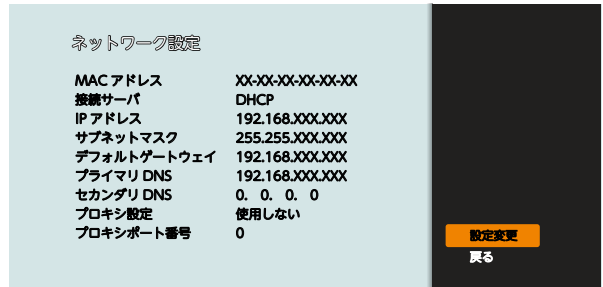 ネットワーク設定
MAC アドレス XX-XX-XX-XX-XX-XX
接続サーバ DHCP
IP アドレス 192.168.XXX.XXX
サブネットマスク 255.255.XXX.XXX
デフォルトゲートウェイ 192.168.XXX.XXX
プライマリ DNS 192.168.XXX.XXX
セカンダリ DNS 0. 0. 0. 0
プロキシ設定 使用しない
プロキシポート番号 0
設定変更
戻る